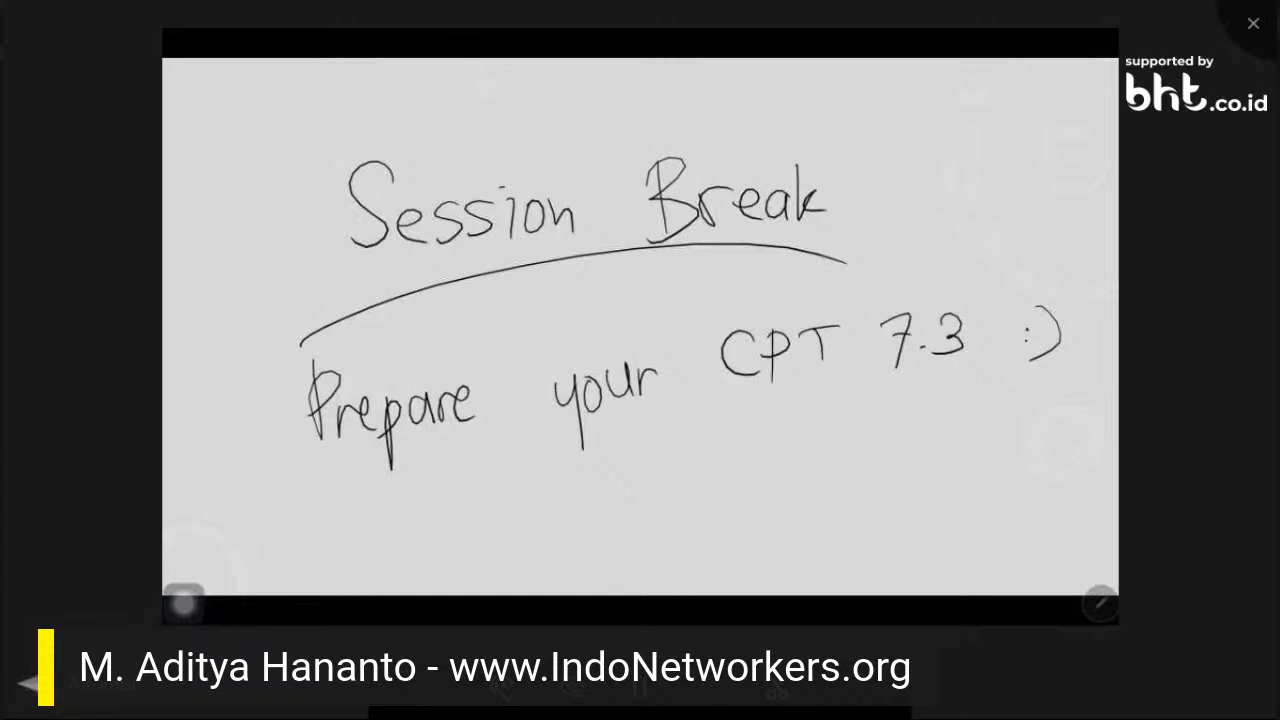 supported by
bht.co.id
Session Break
Prepare your CPT 7.3 :)
M. Aditya Hananto - www.IndoNetworkers.org